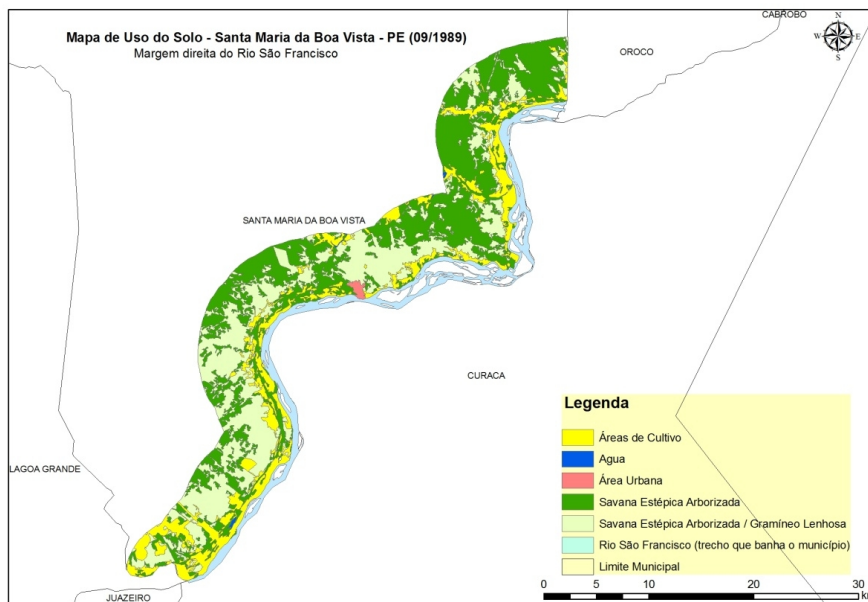 Mapa de Uso do Solo - Santa Maria da Boa Vista - PE (09/1989)
Margem direita do Rio São Francisco
CABROBO
OROCO
N
W
E
S
SANTA MARIA DA BOA VISTA
CURACA
LAGOA GRANDE
JUAZEIRO
Legenda
Áreas de Cultivo
Agua
Área Urbana
Savana Estépica Arborizada
Savana Estépica Arborizada / Gramíneo Lenhosa
Rio São Francisco (trecho que banha o município)
Limite Municipal
0 5 10 20 30